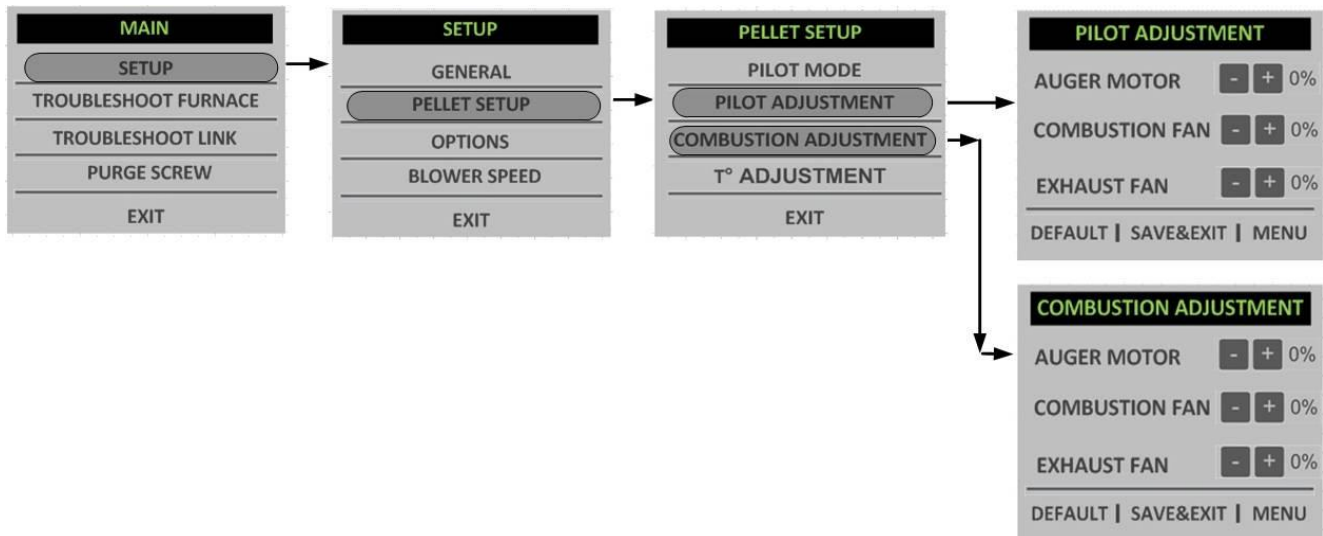 MAIN
SETUP
TROUBLESHOOT FURNACE
TROUBLESHOOT LINK
PURGE SCREW
EXIT
SETUP
GENERAL
PELLET SETUP
OPTIONS
BLOWER SPEED
EXIT
PELLET SETUP
PILOT MODE
PILOT ADJUSTMENT
COMBUSTION ADJUSTMENT
T° ADJUSTMENT
EXIT
PILOT ADJUSTMENT
AUGER MOTOR - + 0%
COMBUSTION FAN - + 0%
EXHAUST FAN - + 0%
DEFAULT | SAVE&EXIT | MENU
COMBUSTION ADJUSTMENT
AUGER MOTOR - + 0%
COMBUSTION FAN - + 0%
EXHAUST FAN - + 0%
DEFAULT | SAVE&EXIT | MENU